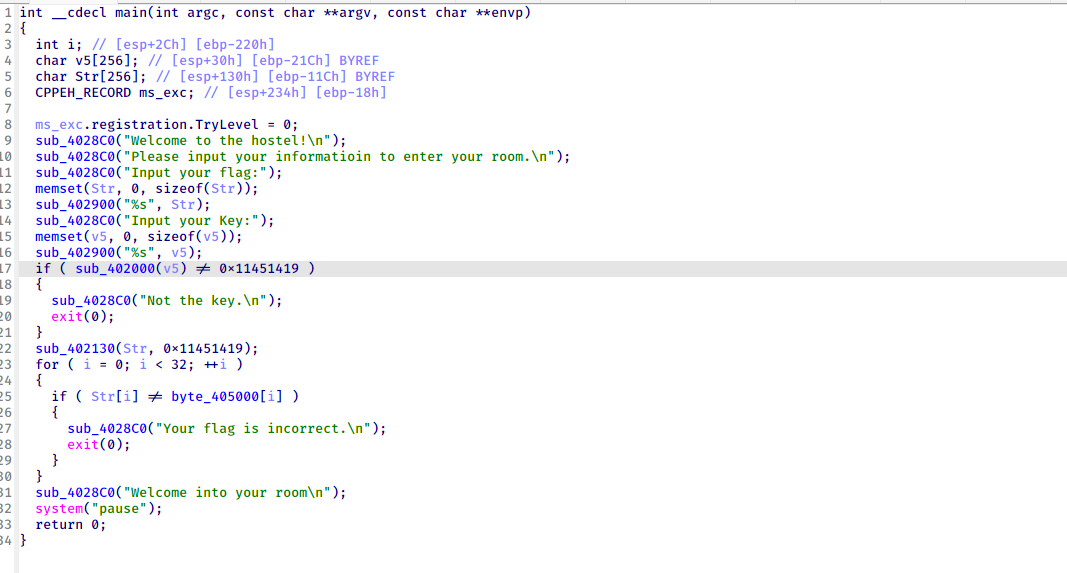 1 int __cdecl main(int argc, const char **argv, const char **envp)
2 {
3   int i; // [esp+2Ch] [ebp-220h]
4   char v5[256]; // [esp+30h] [ebp-21Ch] BYREF
5   char Str[256]; // [esp+130h] [ebp-11Ch] BYREF
6   CPPEH_RECORD ms_exc; // [esp+234h] [ebp-18h]
7
8   ms_exc.registration.TryLevel = 0;
9   sub_4028C0("Welcome to the hostel!\n");
10   sub_4028C0("Please input your informatioin to enter your room.\n");
11   sub_4028C0("Input your flag:");
12   memset(Str, 0, sizeof(Str));
13   sub_402900("%s", Str);
14   sub_4028C0("Input your Key:");
15   memset(v5, 0, sizeof(v5));
16   sub_402900("%s", v5);
17   if ( sub_402000(v5) != 0x11451419 )
18   {
19     sub_4028C0("Not the key.\n");
20     exit(0);
21   }
22   sub_402130(Str, 0x11451419);
23   for ( i = 0; i < 32; ++i )
24   {
25     if ( Str[i] != byte_405000[i] )
26     {
27       sub_4028C0("Your flag is incorrect.\n");
28       exit(0);
29     }
30   }
31   sub_4028C0("Welcome into your room\n");
32   system("pause");
33   return 0;
34 }